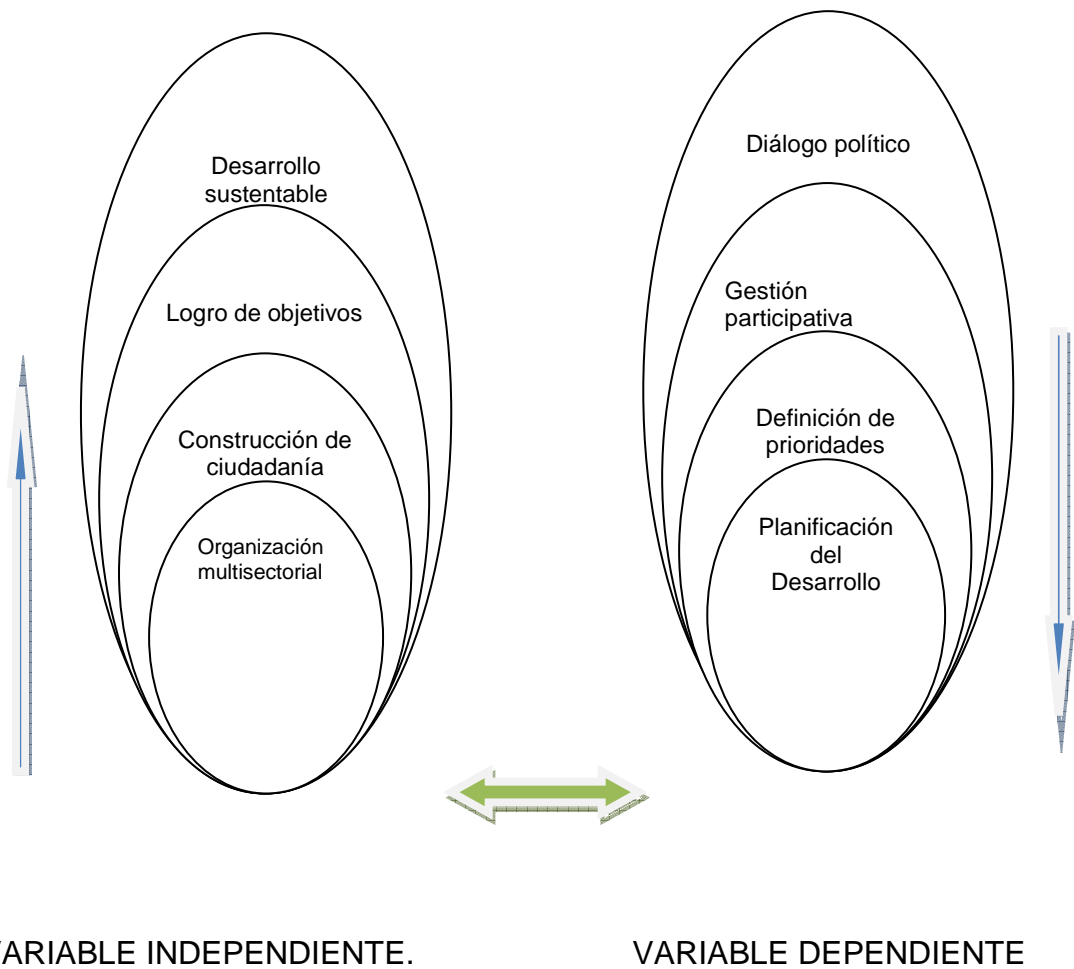 Desarrollo
sustentable
Logro de objetivos
Construcción de
ciudadanía
Organización
multisectorial
Diálogo político
Gestión
participativa
Definición de
prioridades
Planificación
del
Desarrollo
VARIABLE INDEPENDIENTE.
VARIABLE DEPENDIENTE